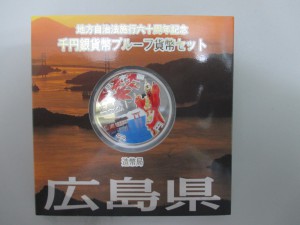 地方自治法施行六十周年記念
千円銀貨幣プルーフ貨幣セット
造幣局
広島県